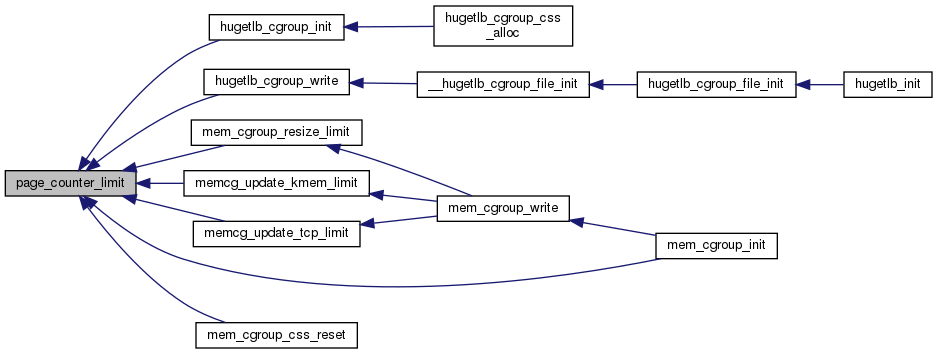 hugetlb_cgroup_init
hugetlb_cgroup_css
_alloc
hugetlb_cgroup_write
__hugetlb_cgroup_file_init
hugetlb_cgroup_file_init
hugetlb_init
mem_cgroup_resize_limit
page_counter_limit
memcg_update_kmem_limit
mem_cgroup_write
memcg_update_tcp_limit
mem_cgroup_init
mem_cgroup_css_reset